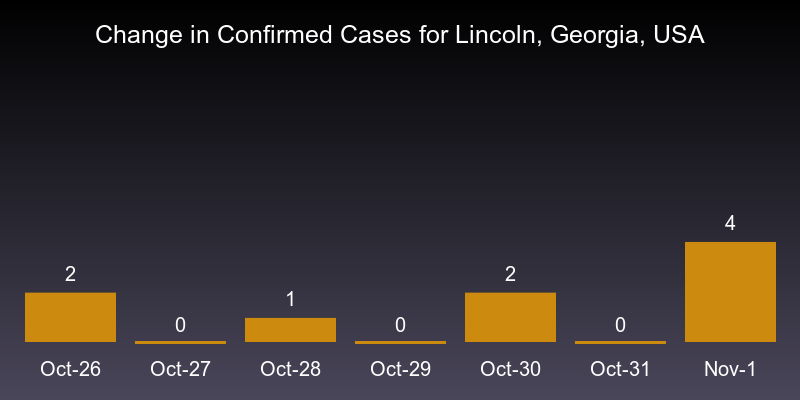 Change in Confirmed Cases for Lincoln, Georgia, USA
2 0 1 0 2 0 4
Oct-26 Oct-27 Oct-28 Oct-29 Oct-30 Oct-31 Nov-1